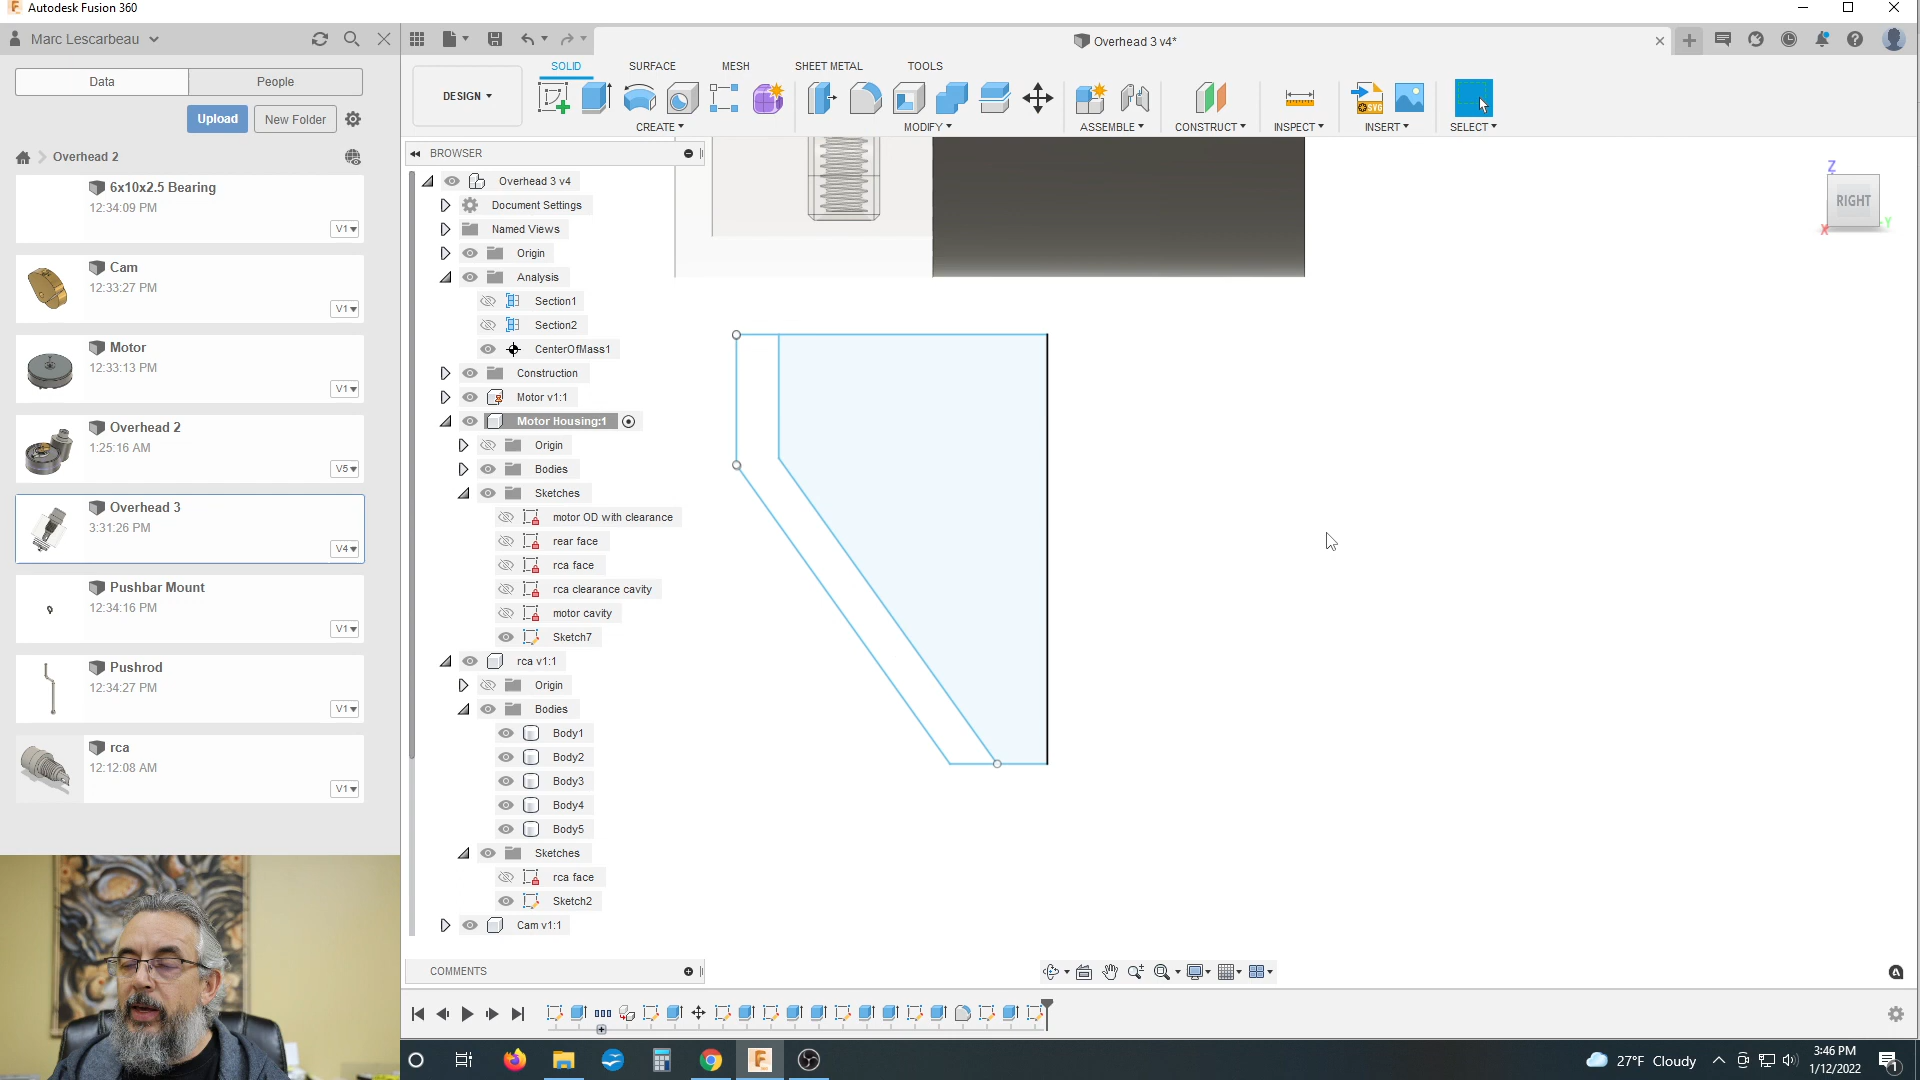 Autodesk Fusion 360
Marc Lescarbeau
Overhead 3 v4*
Data
People
Upload
New Folder
Overhead 2
6x10x2.5 Bearing
12:34:09 PM
V1
Cam
12:33:27 PM
V1
Motor
12:33:13 PM
V1
Overhead 2
1:25:16 AM
V5
Overhead 3
3:31:26 PM
V4
Pushbar Mount
12:34:16 PM
V1
Pushrod
12:34:27 PM
V1
rca
12:12:08 AM
V1
SOLID
SURFACE
MESH
SHEET METAL
TOOLS
DESIGN
CREATE
MODIFY
ASSEMBLE
CONSTRUCT
INSPECT
INSERT
SELECT
SVG
BROWSER
Overhead 3 v4
Document Settings
Named Views
Origin
Analysis
Section1
Section2
CenterOfMass1
Construction
Motor v1:1
Motor Housing:1
Origin
Bodies
Sketches
motor OD with clearance
rear face
rca face
rca clearance cavity
motor cavity
Sketch7
rca v1:1
Origin
Bodies
Body1
Body2
Body3
Body4
Body5
Sketches
rca face
Sketch2
Cam v1:1
COMMENTS
Z
RIGHT
X
Y
27°F Cloudy
3:46 PM
1/12/2022
1